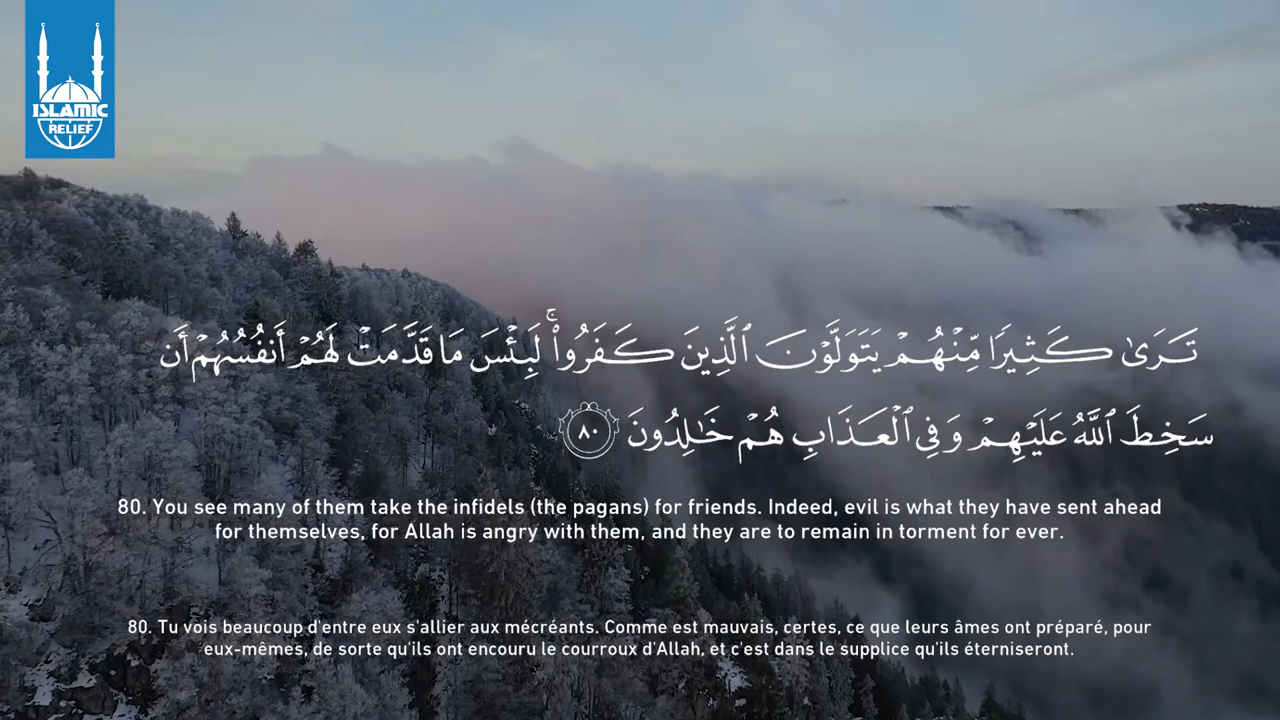 ISLAMIC
RELIEF
تَرَىٰ كَثِيرًا مِّنْهُمْ يَتَوَلَّوْنَ ٱلَّذِينَ كَفَرُوا۟ ۚ لَبِئْسَ مَا قَدَّمَتْ لَهُمْ أَنفُسُهُمْ أَن
سَخِطَ ٱللَّهُ عَلَيْهِمْ وَفِى ٱلْعَذَابِ هُمْ خَـٰلِدُونَ ٨٠
80. You see many of them take the infidels (the pagans) for friends. Indeed, evil is what they have sent ahead
for themselves, for Allah is angry with them, and they are to remain in torment for ever.
80. Tu vois beaucoup d'entre eux s'allier aux mécréants. Comme est mauvais, certes, ce que leurs âmes ont préparé, pour
eux-mêmes, de sorte qu'ils ont encouru le courroux d'Allah, et c'est dans le supplice qu'ils éterniseront.